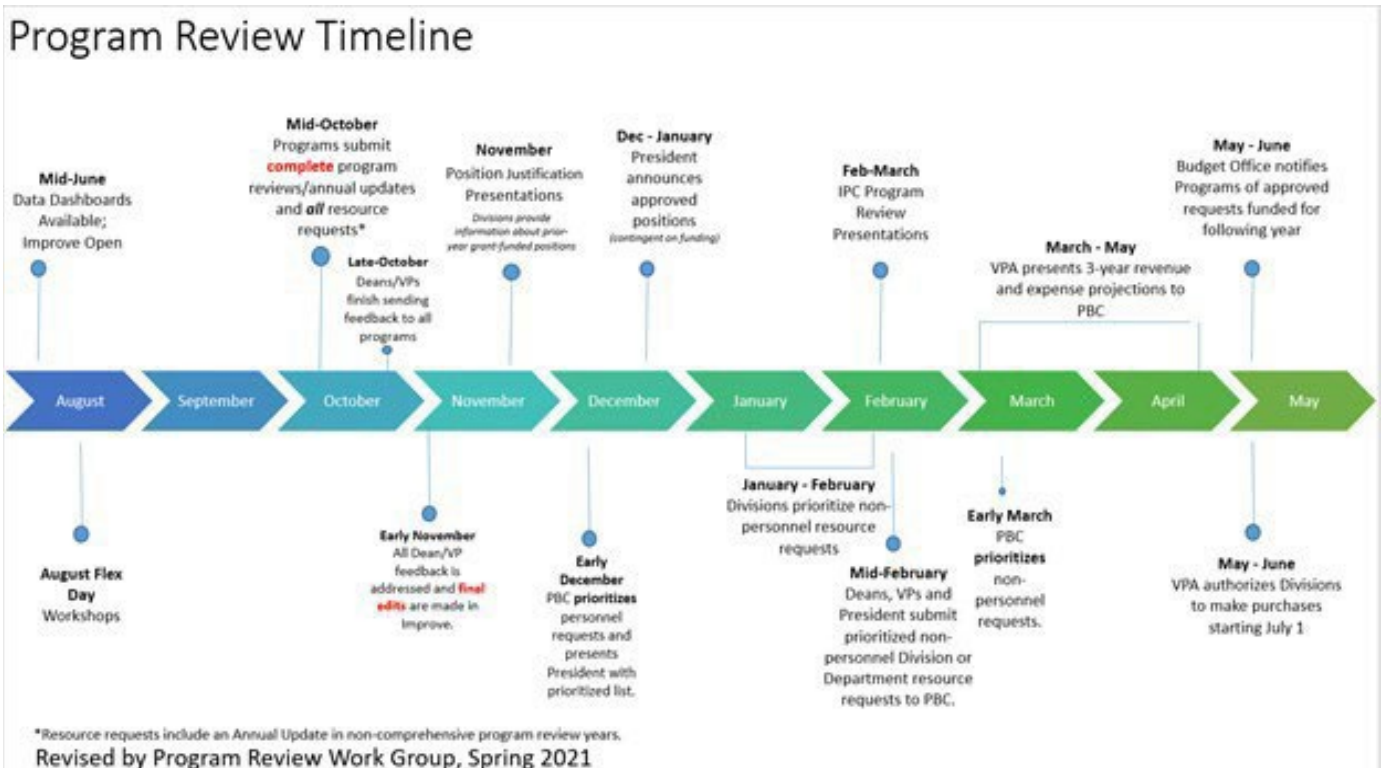 Program Review Timeline
Mid-June
Data Dashboards
Available;
Improve Open
Mid-October
Programs submit
complete program
reviews/annual updates
and all resource
requests*
Late-October
Deans/VPs
finish sending
feedback to all
programs
November
Position Justification
Presentations
Divisions provide
information about prior-
year grant-funded positions
Dec - January
President
announces
approved
positions
(contingent on funding)
Feb-March
IPC Program
Review
Presentations
March - May
VPA presents 3-year revenue
and expense projections to
PBC
May - June
Budget Office notifies
Programs of approved
requests funded for
following year
August
September
October
November
December
January
February
March
April
May
August Flex
Day
Workshops
Early November
All Dean/VP
feedback is
addressed and final
edits are made in
Improve.
Early
December
PBC prioritizes
personnel
requests and
presents
President with
prioritized list.
January - February
Divisions prioritize non-
personnel resource
requests
Mid-February
Deans, VPs and
President submit
prioritized non-
personnel Division or
Department resource
requests to PBC.
Early March
PBC
prioritizes
non-
personnel
requests.
May - June
VPA authorizes Divisions
to make purchases
starting July 1
*Resource requests include an Annual Update in non-comprehensive program review years.
Revised by Program Review Work Group, Spring 2021